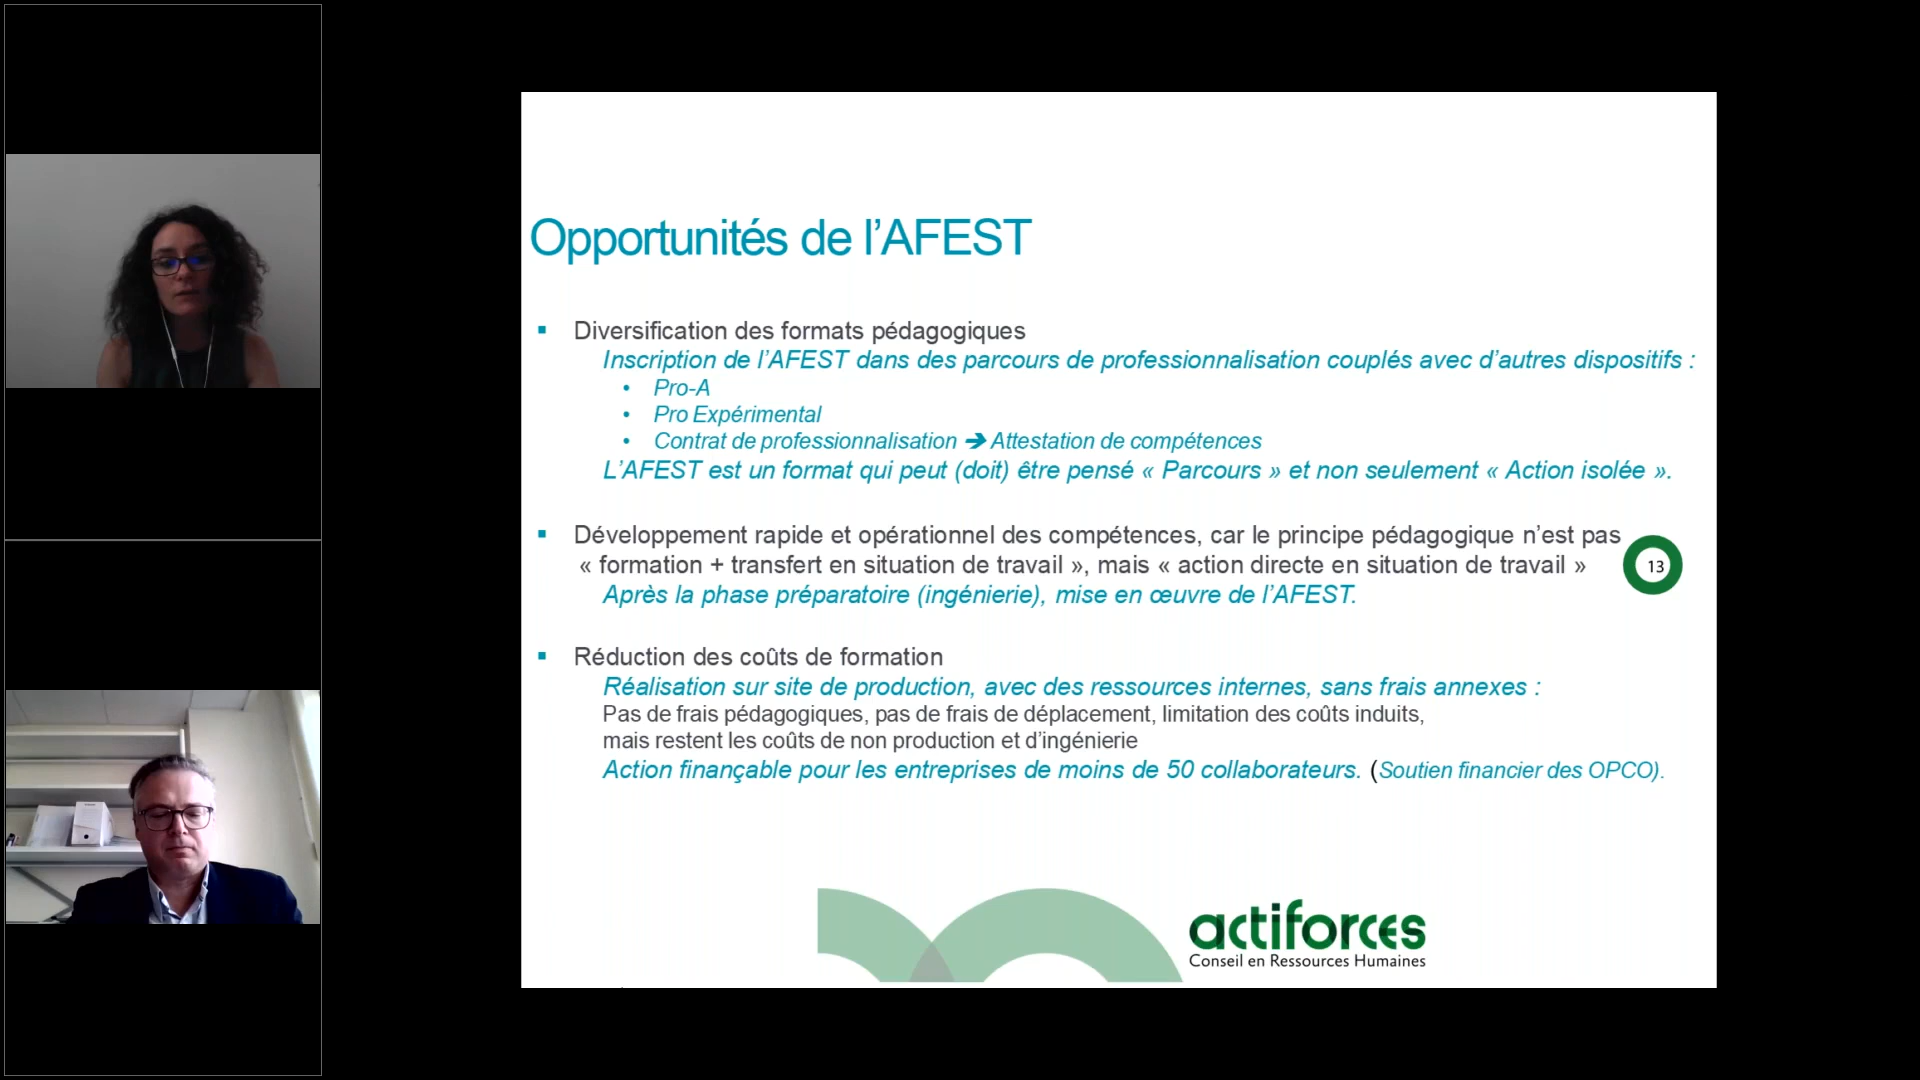 Opportunités de l’AFEST
▪ Diversification des formats pédagogiques
Inscription de l’AFEST dans des parcours de professionnalisation couplés avec d’autres dispositifs :
• Pro-A
• Pro Expérimental
• Contrat de professionnalisation ➔ Attestation de compétences
L’AFEST est un format qui peut (doit) être pensé « Parcours » et non seulement « Action isolée ».
▪ Développement rapide et opérationnel des compétences, car le principe pédagogique n’est pas
« formation + transfert en situation de travail », mais « action directe en situation de travail »
13
Après la phase préparatoire (ingénierie), mise en œuvre de l’AFEST.
▪ Réduction des coûts de formation
Réalisation sur site de production, avec des ressources internes, sans frais annexes :
Pas de frais pédagogiques, pas de frais de déplacement, limitation des coûts induits,
mais restent les coûts de non production et d’ingénierie
Action finançable pour les entreprises de moins de 50 collaborateurs. (Soutien financier des OPCO).
actiforces
Conseil en Ressources Humaines